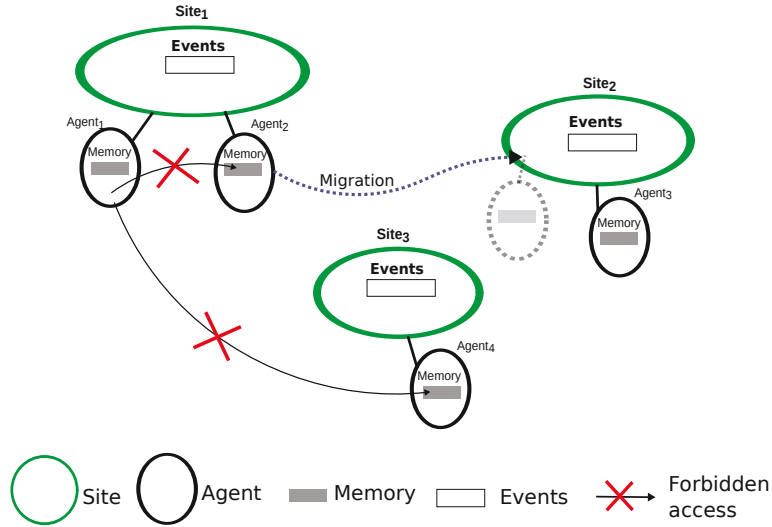 Site1
Events
Agent1
Agent2
Memory
Memory
Migration
Site2
Events
Agent3
Memory
Site3
Events
Agent4
Memory
Site
Agent
Memory
Events
Forbidden
access